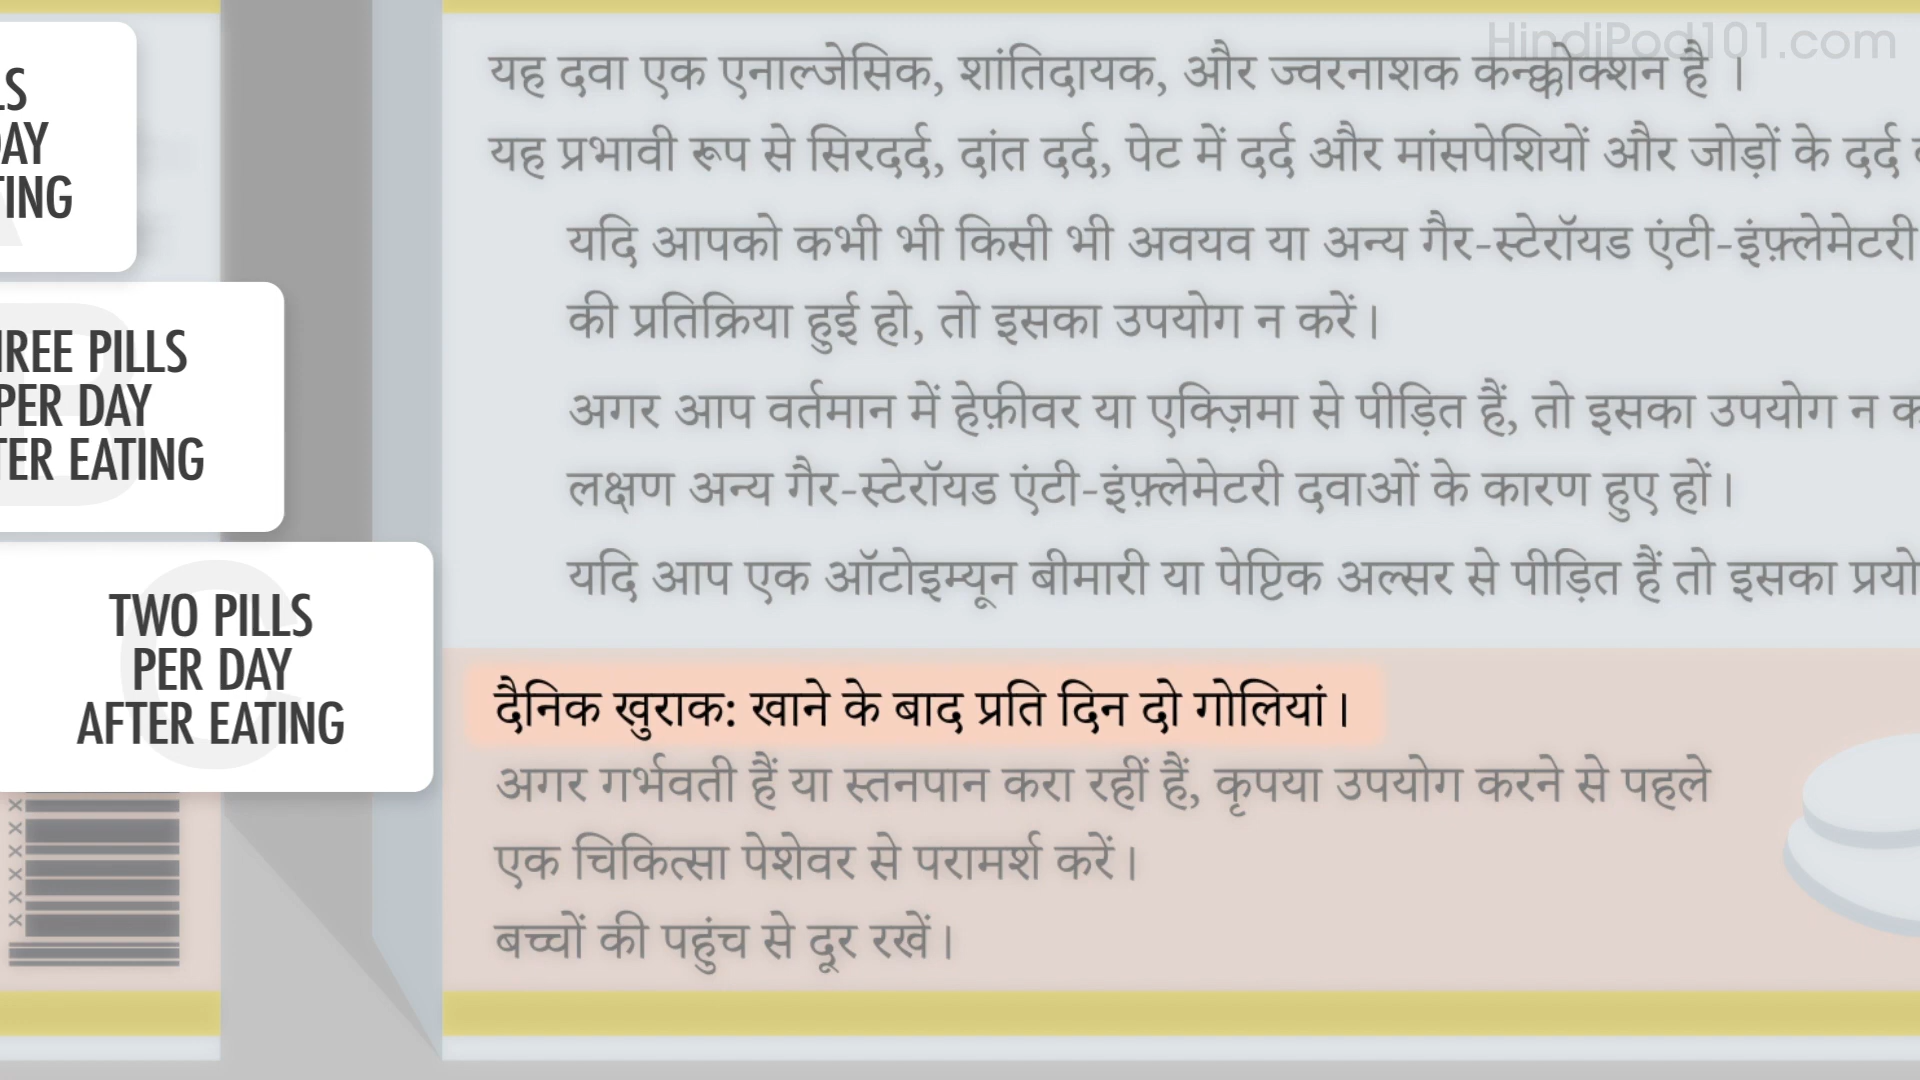 HindiPod101.com
LS
DAY
TING
HREE PILLS
PER DAY
TER EATING
TWO PILLS
PER DAY
AFTER EATING
यह दवा एक एनाल्जेसिक, शांतिदायक, और ज्वरनाशक कन्क्कोक्शन है ।
यह प्रभावी रूप से सिरदर्द, दांत दर्द, पेट में दर्द और मांसपेशियों और जोड़ों के दर्द
यदि आपको कभी भी किसी भी अवयव या अन्य गैर-स्टेरॉयड एंटी-इंफ़्लेमेटरी
की प्रतिक्रिया हुई हो, तो इसका उपयोग न करें।
अगर आप वर्तमान में हेफ़ीवर या एक्ज़िमा से पीड़ित हैं, तो इसका उपयोग न
लक्षण अन्य गैर-स्टेरॉयड एंटी-इंफ़्लेमेटरी दवाओं के कारण हुए हों।
यदि आप एक ऑटोइम्यून बीमारी या पेप्टिक अल्सर से पीड़ित हैं तो इसका प्रयो
दैनिक खुराक: खाने के बाद प्रति दिन दो गोलियां।
अगर गर्भवती हैं या स्तनपान करा रहीं हैं, कृपया उपयोग करने से पहले
एक चिकित्सा पेशेवर से परामर्श करें।
बच्चों की पहुंच से दूर रखें।